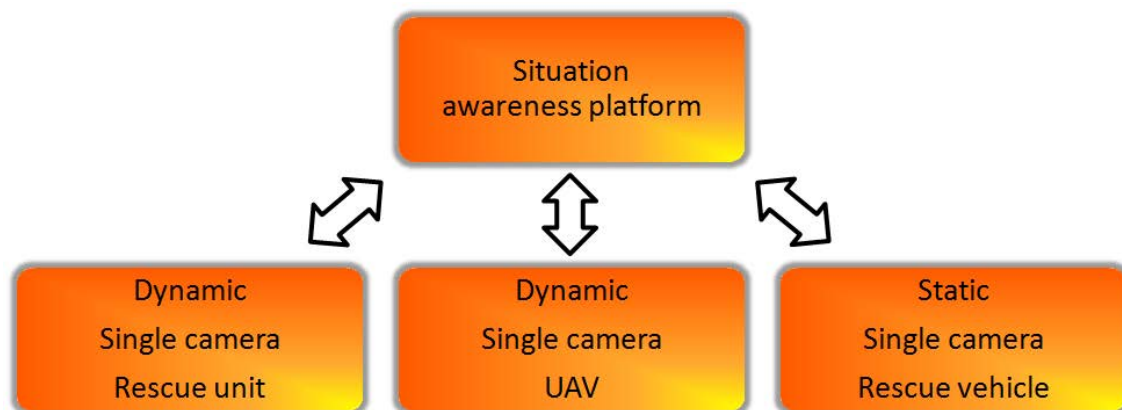 Situation
awareness platform
Dynamic
Single camera
Rescue unit
Dynamic
Single camera
UAV
Static
Single camera
Rescue vehicle